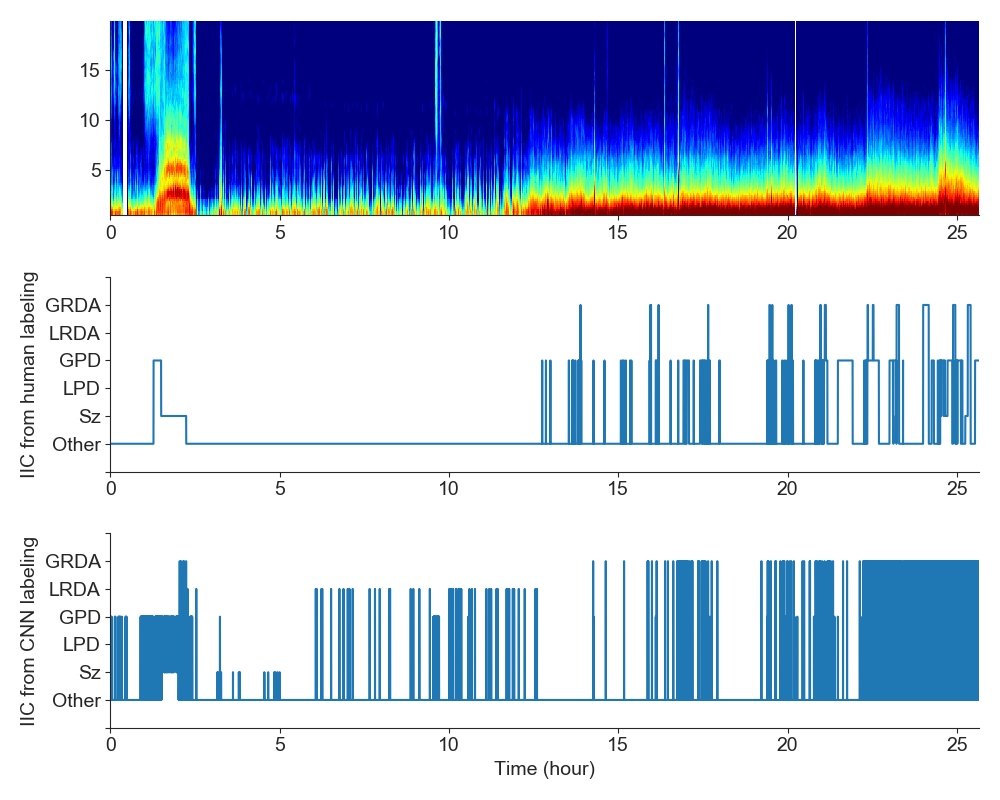 15
10
5
0 5 10 15 20 25
IIC from human labeling
GRDA
LRDA
GPD
LPD
Sz
Other
0 5 10 15 20 25
IIC from CNN labeling
GRDA
LRDA
GPD
LPD
Sz
Other
0 5 10 15 20 25
Time (hour)